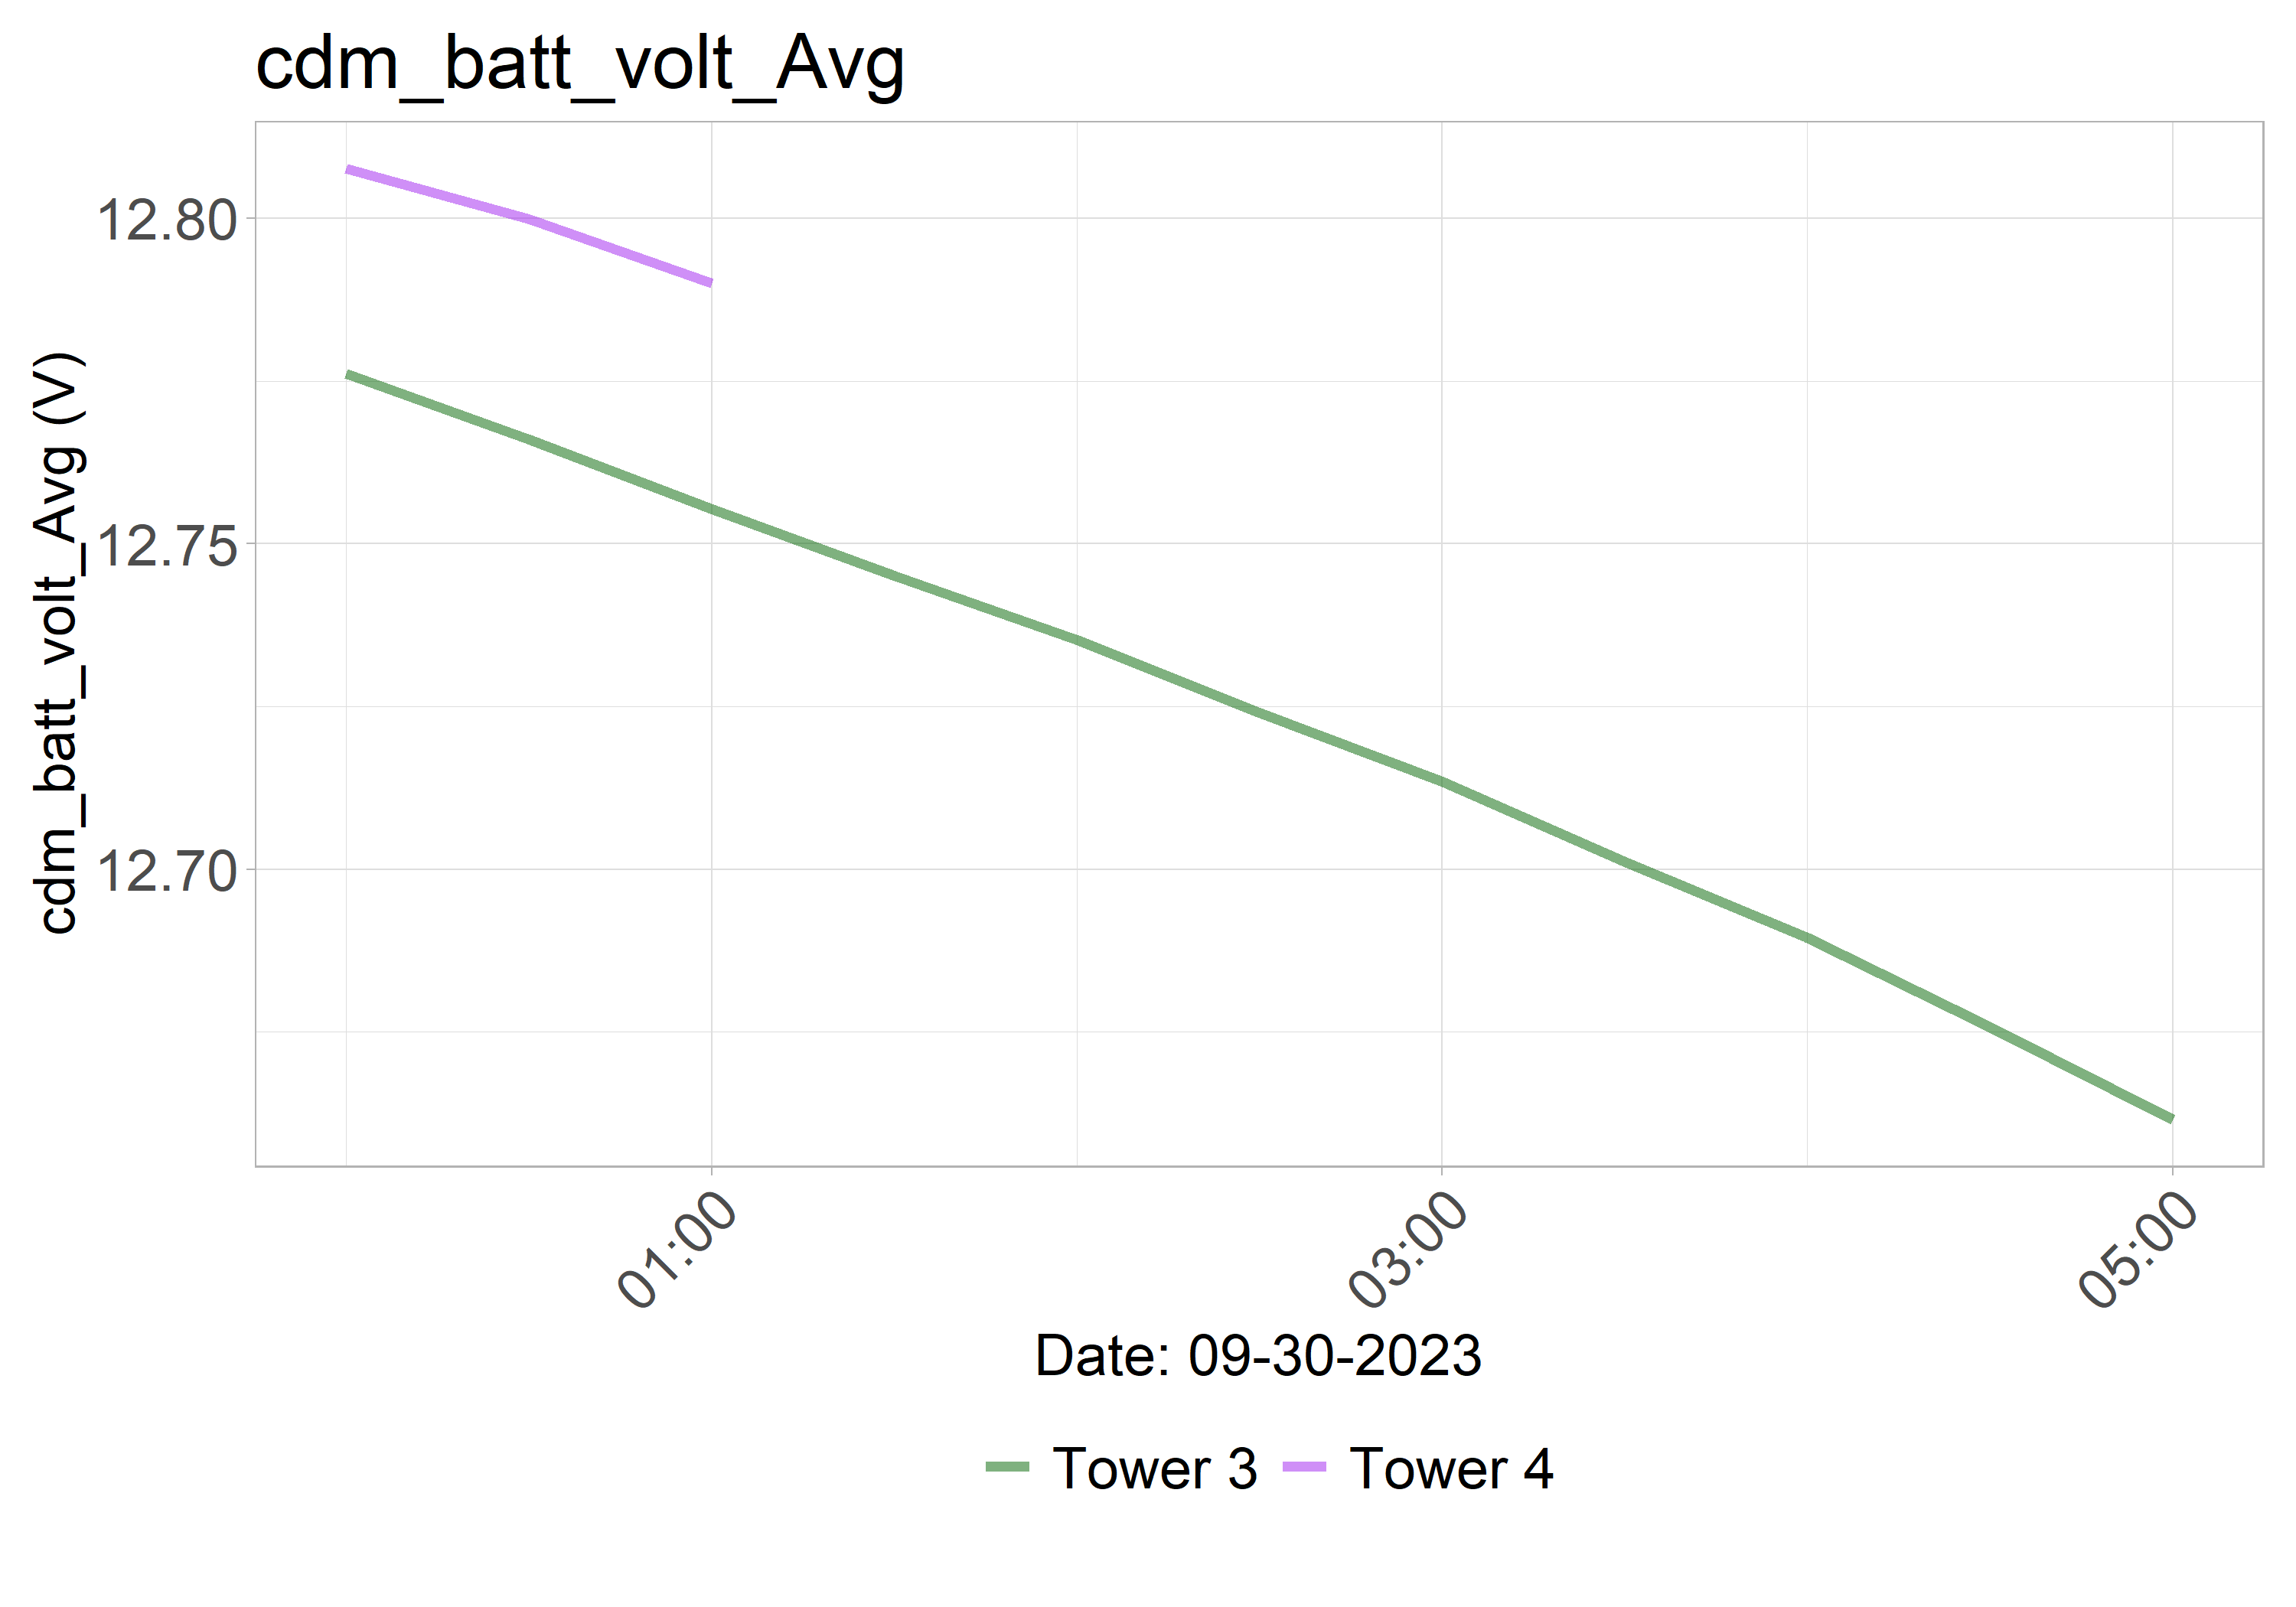 cdm_batt_volt_Avg
cdm_batt_volt_Avg (V)
12.80
12.75
12.70
01:00
03:00
05:00
Date: 09-30-2023
Tower 3
Tower 4